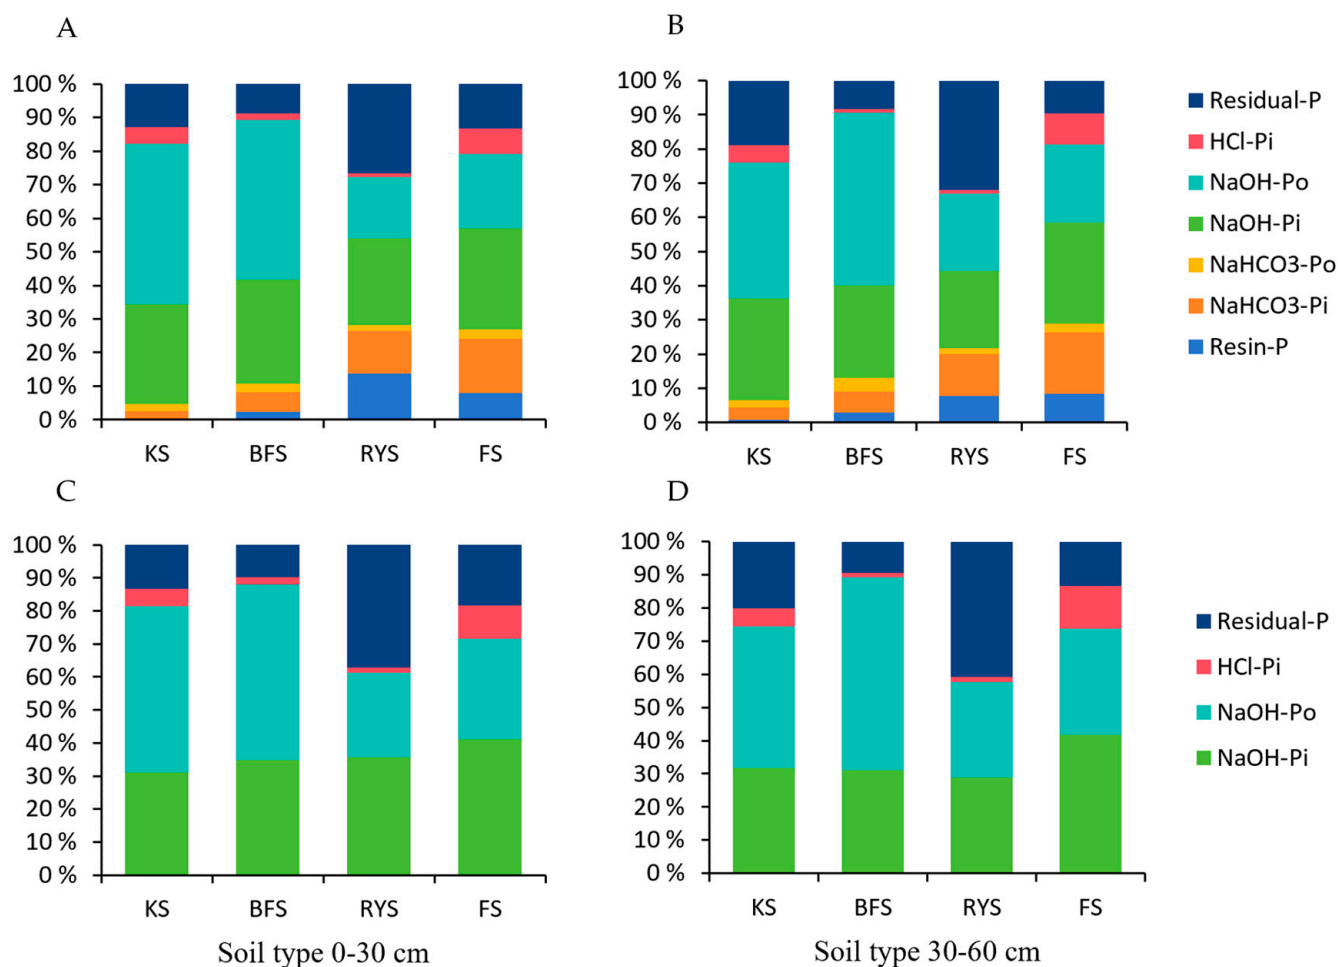 A
100 %
90 %
80 %
70 %
60 %
50 %
40 %
30 %
20 %
10 %
0 %
KS BFS RYS FS
B
100 %
90 %
80 %
70 %
60 %
50 %
40 %
30 %
20 %
10 %
0 %
KS BFS RYS FS
Residual-P
HCl-Pi
NaOH-Po
NaOH-Pi
NaHCO3-Po
NaHCO3-Pi
Resin-P
C
100 %
90 %
80 %
70 %
60 %
50 %
40 %
30 %
20 %
10 %
0 %
KS BFS RYS FS
Soil type 0-30 cm
D
100 %
90 %
80 %
70 %
60 %
50 %
40 %
30 %
20 %
10 %
0 %
KS BFS RYS FS
Soil type 30-60 cm
Residual-P
HCl-Pi
NaOH-Po
NaOH-Pi